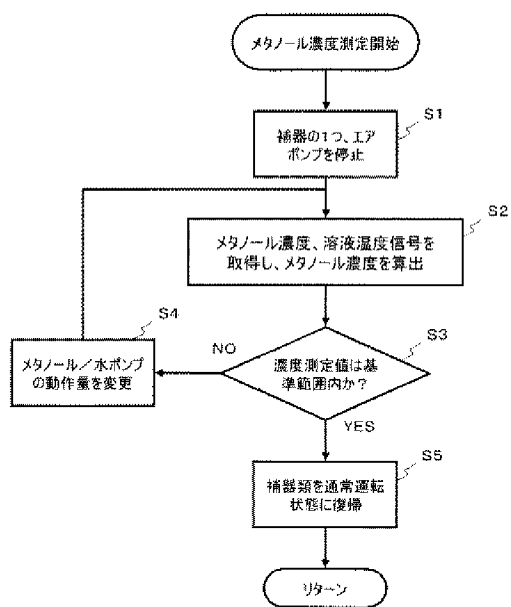 メタノール濃度測定開始
S1
補器の1つ、エア
ポンプを停止
S2
メタノール濃度、溶液温度信号を
取得し、メタノール濃度を算出
S4
メタノール／水ポンプ
の動作量を変更
NO
S3
濃度測定値は基
準範囲内か？
YES
S5
補器類を通常運転
状態に復帰
リターン